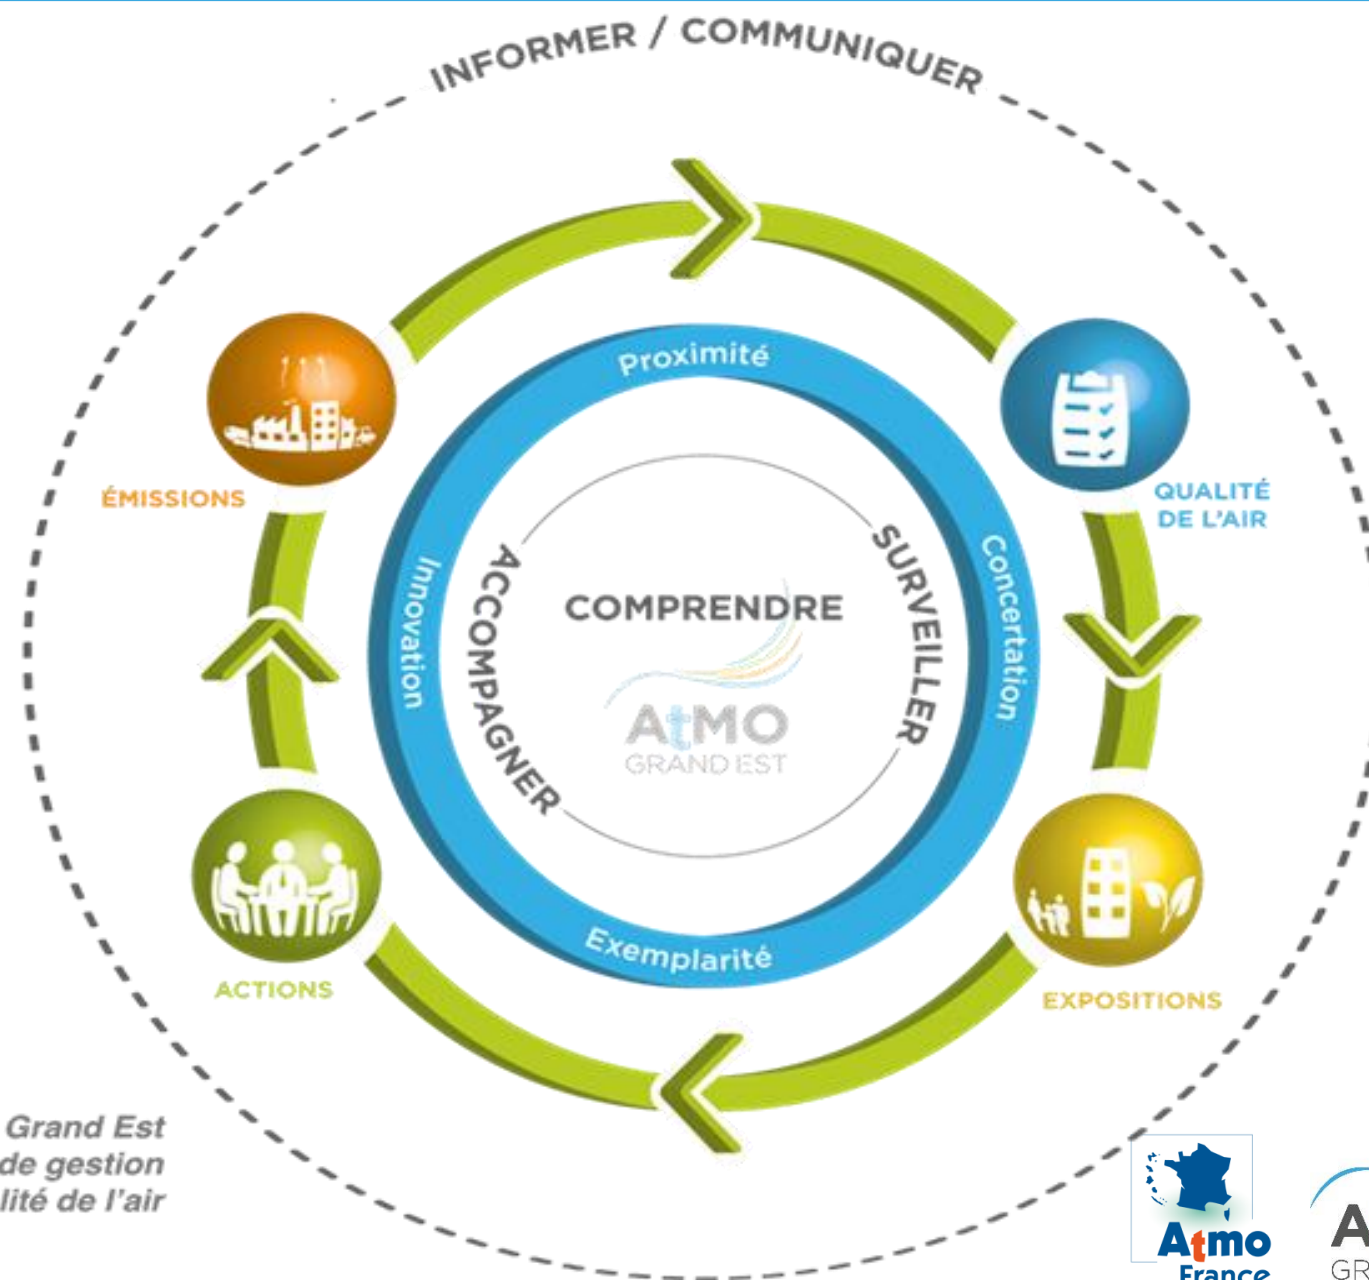 INFORMER / COMMUNIQUER
Proximité
ÉMISSIONS
QUALITÉ
DE L'AIR
Innovation
ACCOMPAGNER
COMPRENDRE
SURVEILLER
Concertation
AtMO
GRAND EST
Exemplarité
ACTIONS
EXPOSITIONS
Grand Est
de gestion
lité de l'air
Atmo
France
A
GR